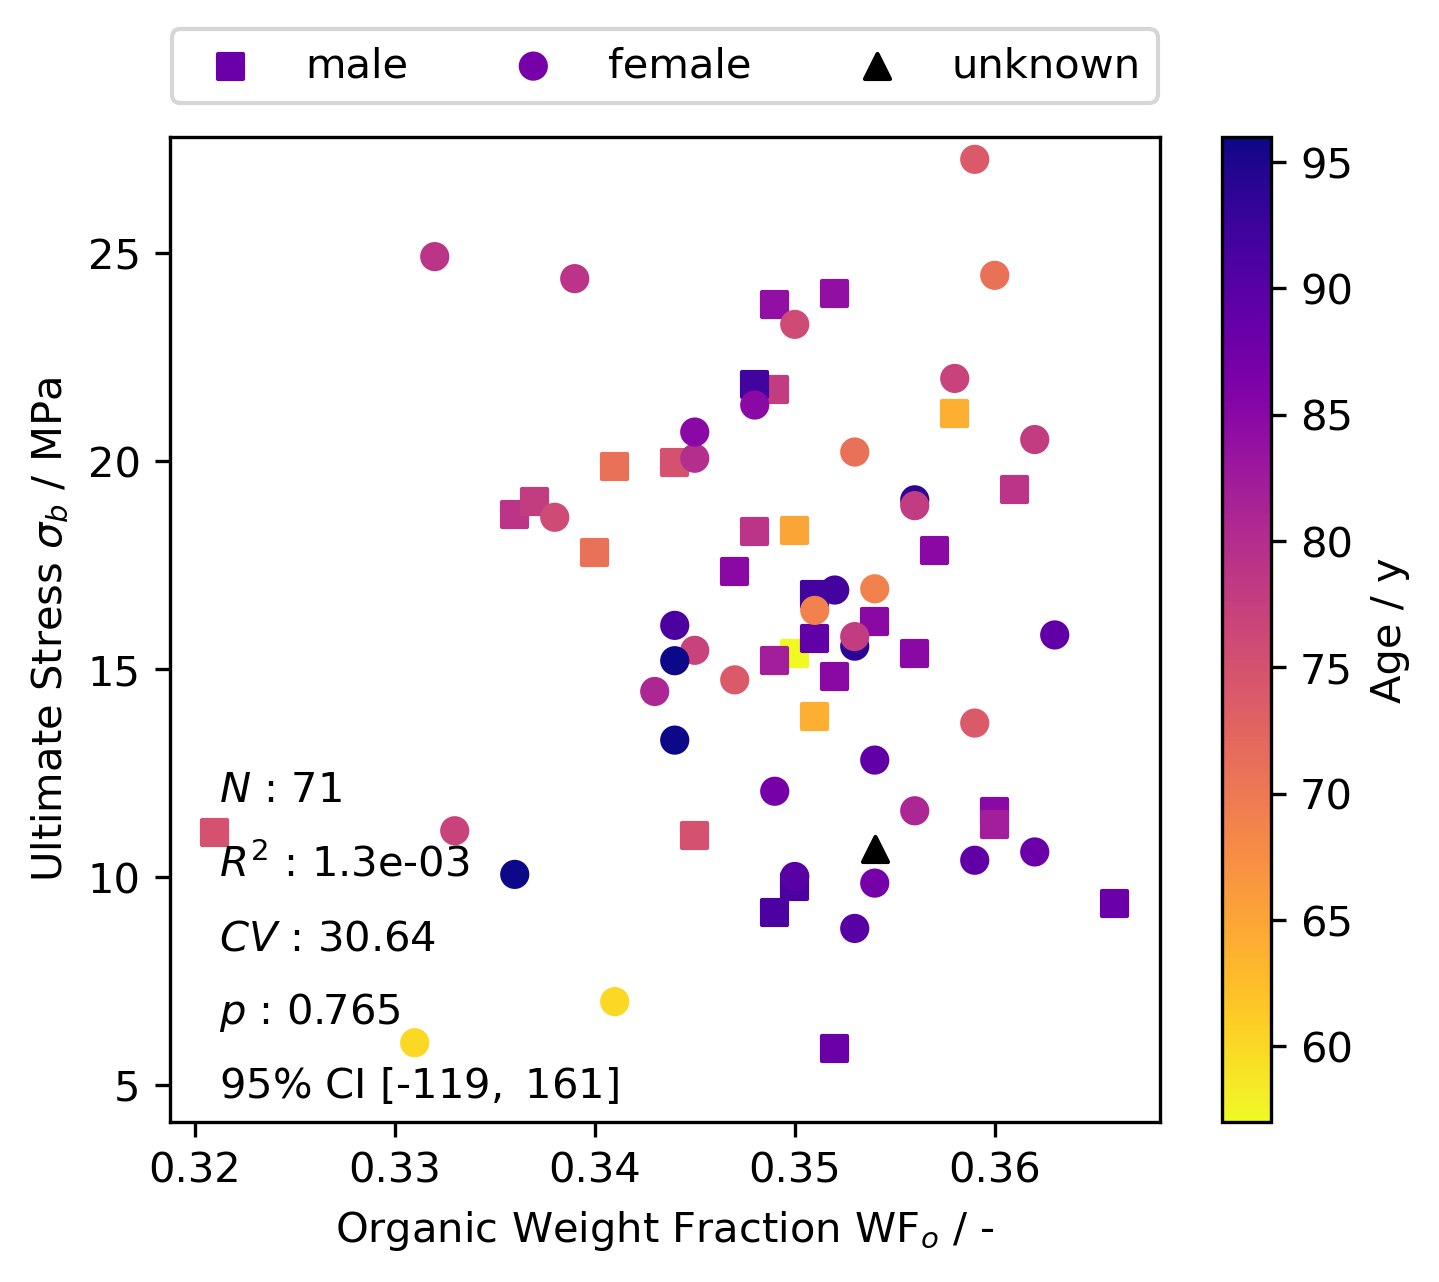 male female unknown
25
20
15
10
5
Ultimate Stress σ_b / MPa
N : 71
R² : 1.3e-03
CV : 30.64
p : 0.765
95% CI [-119, 161]
0.32 0.33 0.34 0.35 0.36
Organic Weight Fraction WF_o / -
95
90
85
80
75
70
65
60
Age / y